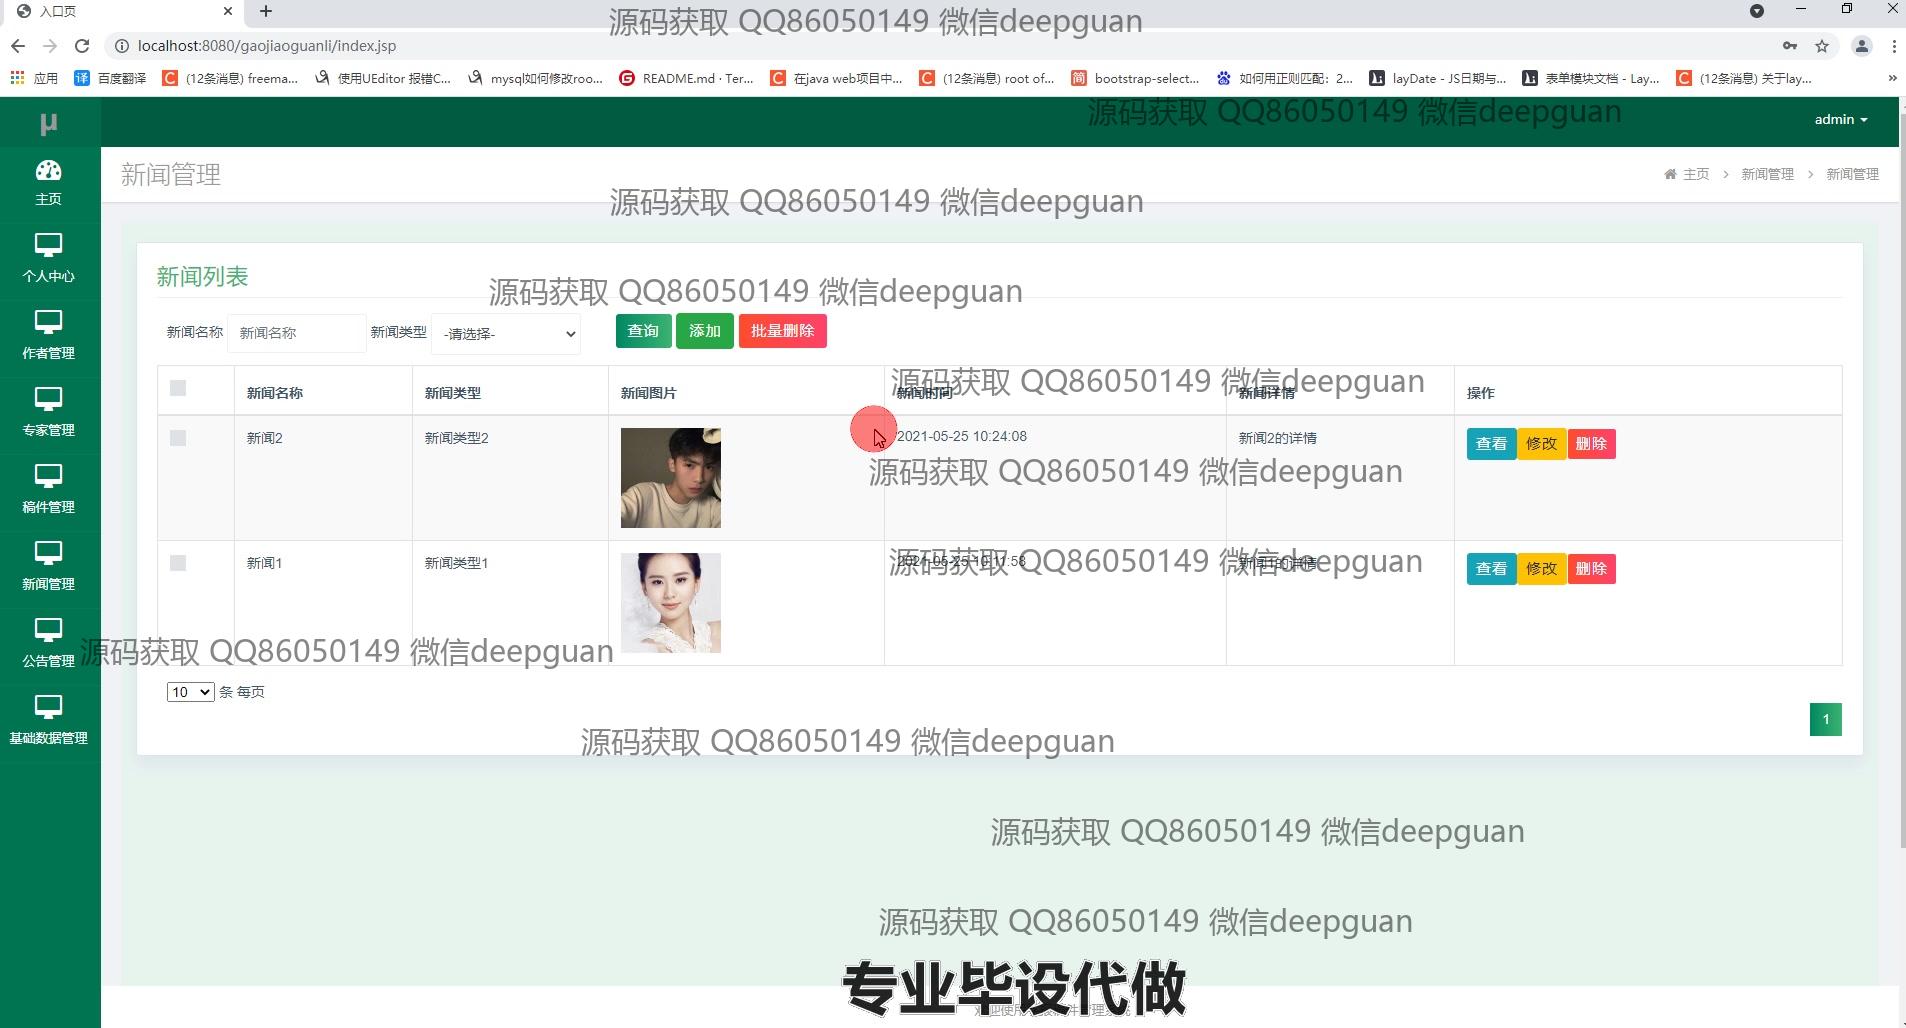 入口页
源码获取 QQ86050149 微信deepguan
localhost:8080/gaojiaoguanli/index.jsp
应用
百度翻译
(12条消息) freema...
使用UEditor 报错C...
mysql如何修改roo...
README.md · Ter...
在java web项目中...
(12条消息) root of...
bootstrap-select...
如何用正则匹配：2...
layDate - JS日期与...
表单模块文档 - Lay...
(12条消息) 关于lay...
»
μ
源码获取 QQ86050149 微信deepguan
admin
主页
新闻管理
主页 > 新闻管理 > 新闻管理
源码获取 QQ86050149 微信deepguan
个人中心
作者管理
专家管理
稿件管理
新闻管理
公告管理
基础数据管理
新闻列表
源码获取 QQ86050149 微信deepguan
新闻名称 新闻名称 新闻类型 -请选择- 查询 添加 批量删除
源码获取 QQ86050149 微信deepguan
新闻名称 新闻类型 新闻图片 新闻时间 新闻详情 操作
新闻2 新闻类型2 2021-05-25 10:24:08 新闻2的详情 查看 修改 删除
源码获取 QQ86050149 微信deepguan
新闻1 新闻类型1 2021-05-25 10:11:58 新闻1的详情 查看 修改 删除
源码获取 QQ86050149 微信deepguan
源码获取 QQ86050149 微信deepguan
10 条 每页
1
源码获取 QQ86050149 微信deepguan
源码获取 QQ86050149 微信deepguan
源码获取 QQ86050149 微信deepguan
专业毕设代做